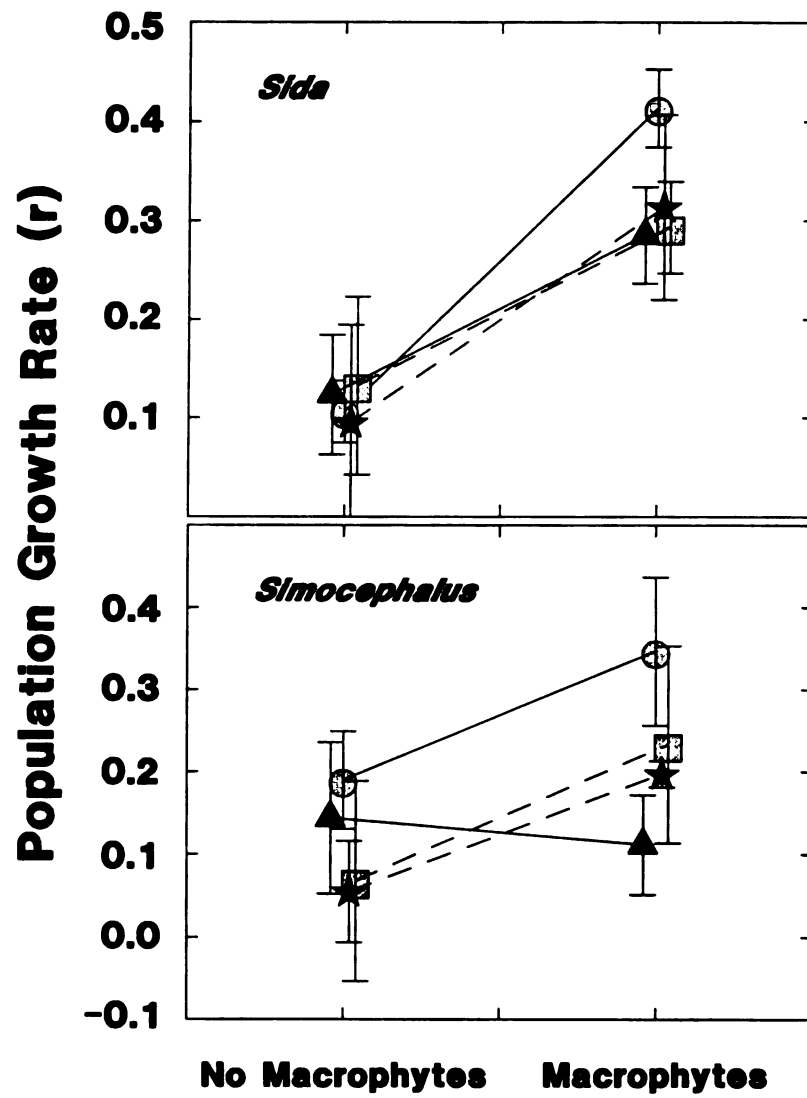 Population Growth Rate (r)
0.5
Sida
0.4
0.3
0.2
0.1
Simocephalus
0.4
0.3
0.2
0.1
0.0
-0.1
No Macrophytes Macrophytes